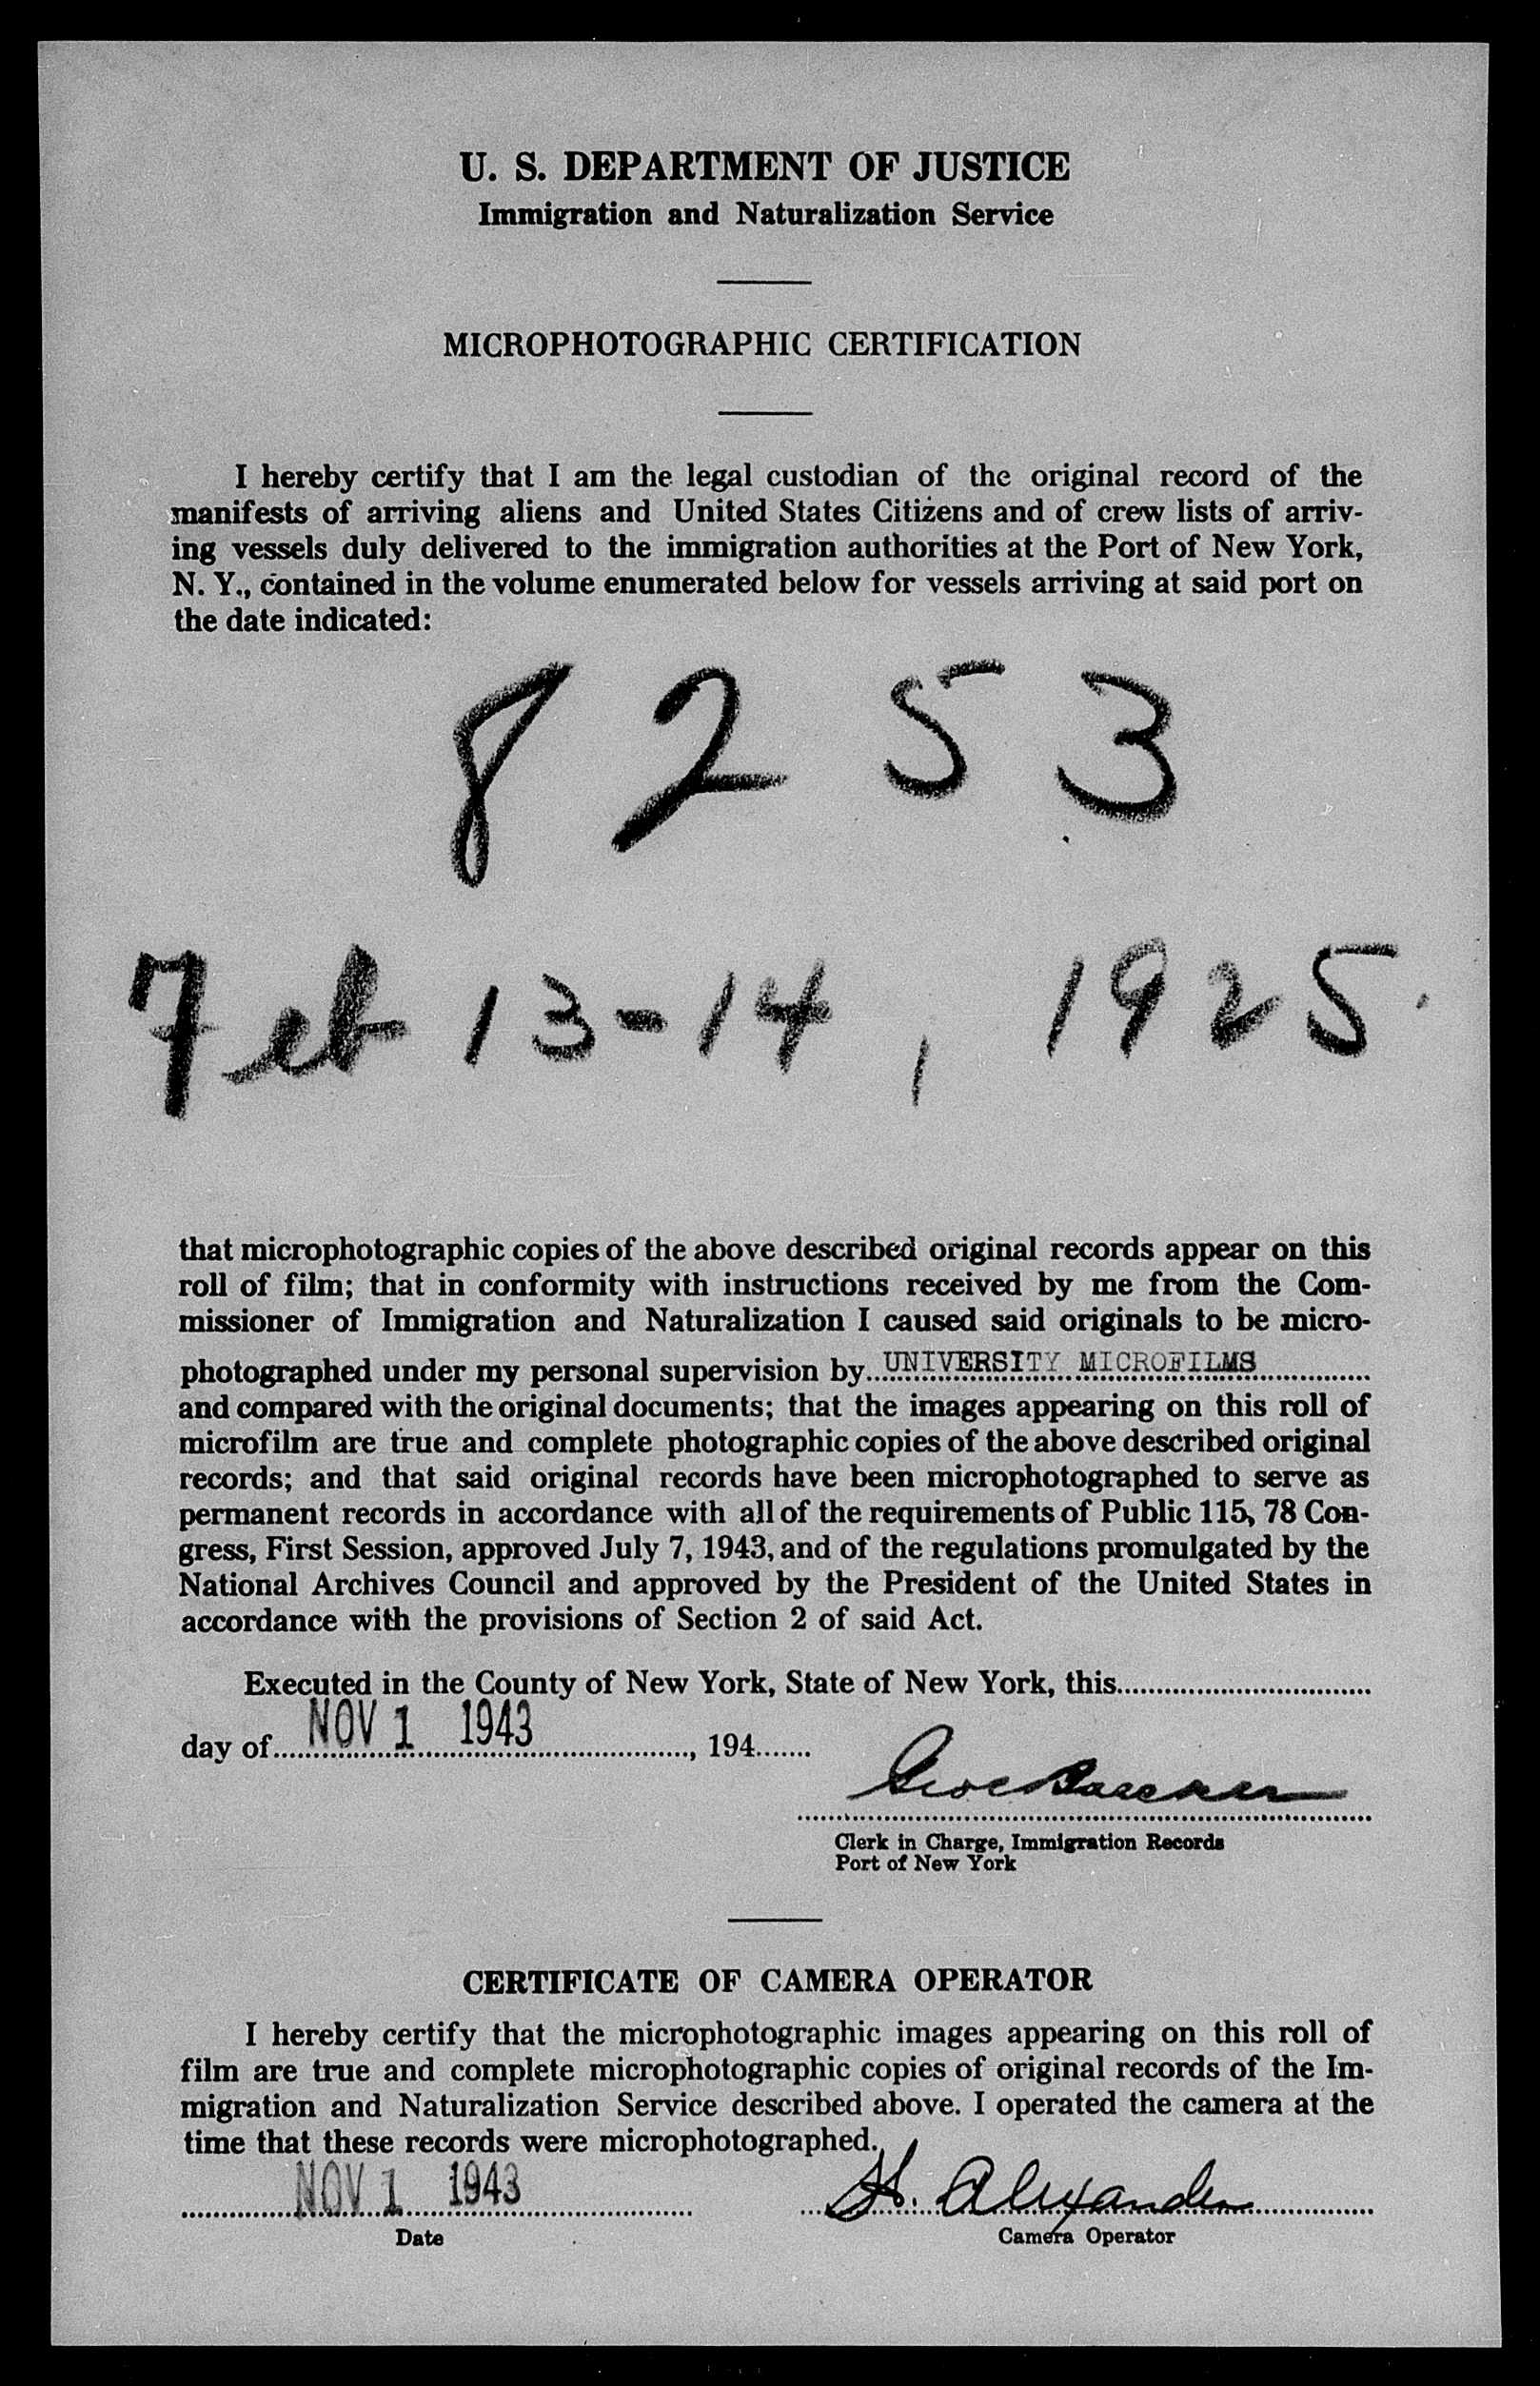 U. S. DEPARTMENT OF JUSTICE
Immigration and Naturalization Service
MICROPHOTOGRAPHIC CERTIFICATION
I hereby certify that I am the legal custodian of the original record of the
manifests of arriving aliens and United States Citizens and of crew lists of arriv-
ing vessels duly delivered to the immigration authorities at the Port of New York,
N. Y., contained in the volume enumerated below for vessels arriving at said port on
the date indicated:
8253
Feb 13-14, 1925.
that microphotographic copies of the above described original records appear on this
roll of film; that in conformity with instructions received by me from the Com-
missioner of Immigration and Naturalization I caused said originals to be micro-
photographed under my personal supervision by UNIVERSITY MICROFILMS
and compared with the original documents; that the images appearing on this roll of
microfilm are true and complete photographic copies of the above described original
records; and that said original records have been microphotographed to serve as
permanent records in accordance with all of the requirements of Public 115, 78 Con-
gress, First Session, approved July 7, 1943, and of the regulations promulgated by the
National Archives Council and approved by the President of the United States in
accordance with the provisions of Section 2 of said Act.
Executed in the County of New York, State of New York, this
day of NOV 1 1943, 194
Clerk in Charge, Immigration Records
Port of New York
CERTIFICATE OF CAMERA OPERATOR
I hereby certify that the microphotographic images appearing on this roll of
film are true and complete microphotographic copies of original records of the Im-
migration and Naturalization Service described above. I operated the camera at the
time that these records were microphotographed.
NOV 1 1943 H. Alexander
Date Camera Operator